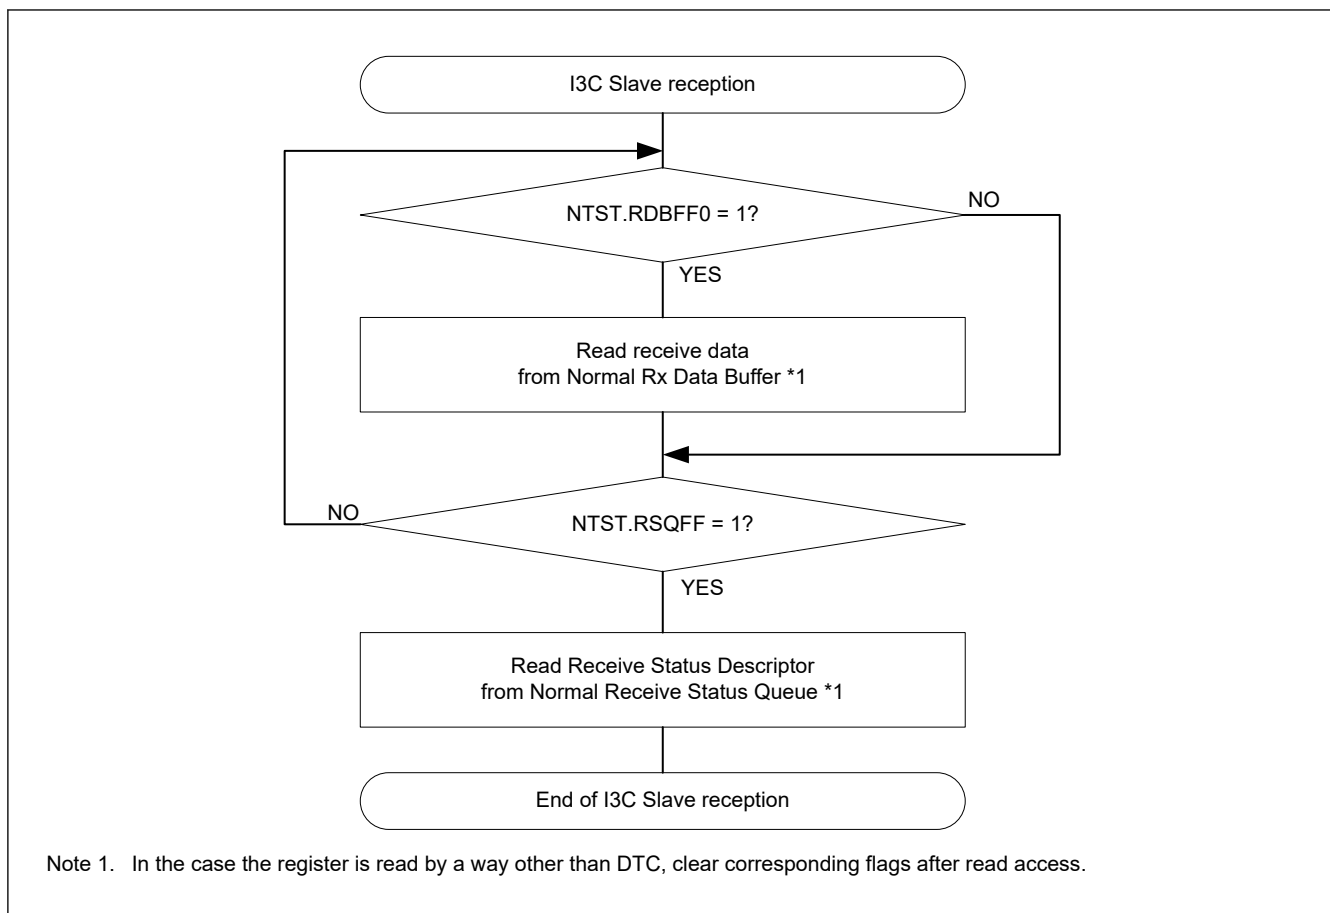 I3C Slave reception
NTST.RDBFF0 = 1?
NO
YES
Read receive data
from Normal Rx Data Buffer *1
NO
NTST.RSQFF = 1?
YES
Read Receive Status Descriptor
from Normal Receive Status Queue *1
End of I3C Slave reception
Note 1. In the case the register is read by a way other than DTC, clear corresponding flags after read access.